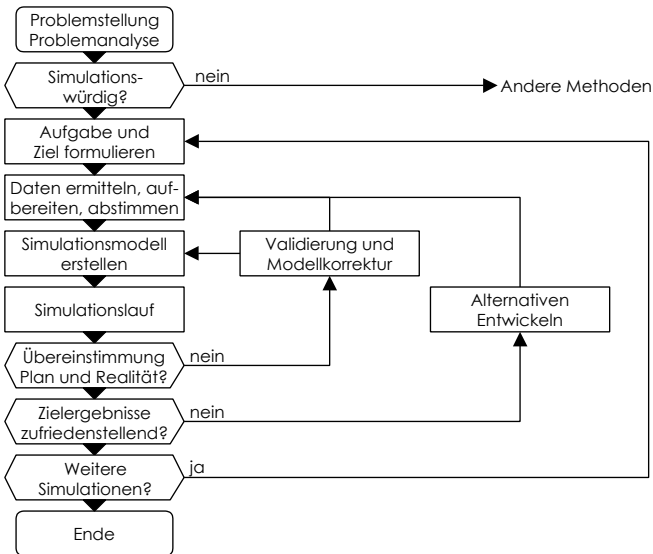 Problemstellung
Problemanalyse
Simulations-
würdig?
nein
Andere Methoden
Aufgabe und
Ziel formulieren
Daten ermitteln, auf-
bereiten, abstimmen
Simulationsmodell
erstellen
Validierung und
Modellkorrektur
Simulationslauf
Alternativen
Entwickeln
Übereinstimmung
Plan und Realität?
nein
Zielergebnisse
zufriedenstellend?
nein
Weitere
Simulationen?
ja
Ende